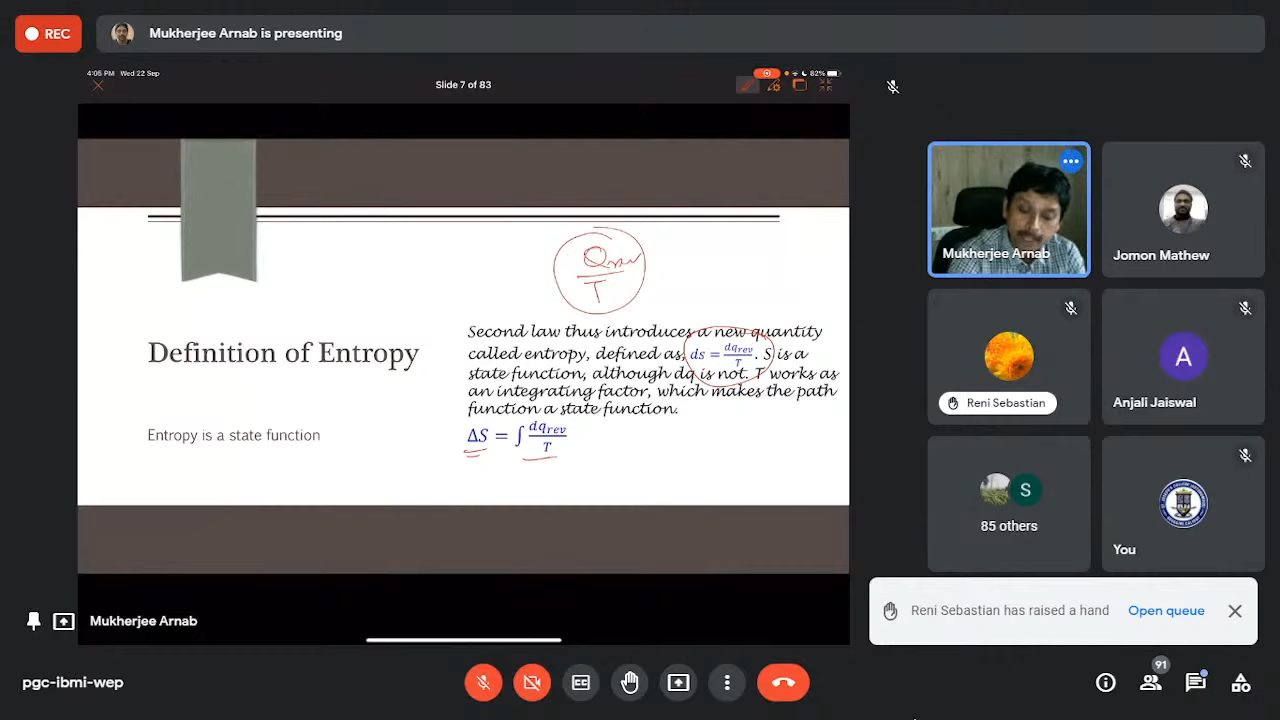 REC
Mukherjee Arnab is presenting
4:05 PM Wed 22 Sep
82%
Slide 7 of 83
Qrev
T
Definition of Entropy
Entropy is a state function
Second law thus introduces a new quantity
called entropy, defined as, ds = dqrev/T. S is a
state function, although dq is not. T works as
an integrating factor, which makes the path
function a state function.
ΔS = ∫ dqrev/T
Mukherjee Arnab
Mukherjee Arnab
Jomon Mathew
Reni Sebastian
A
Anjali Jaiswal
S
85 others
You
Reni Sebastian has raised a hand
Open queue
pgc-ibmi-wep
CC
91